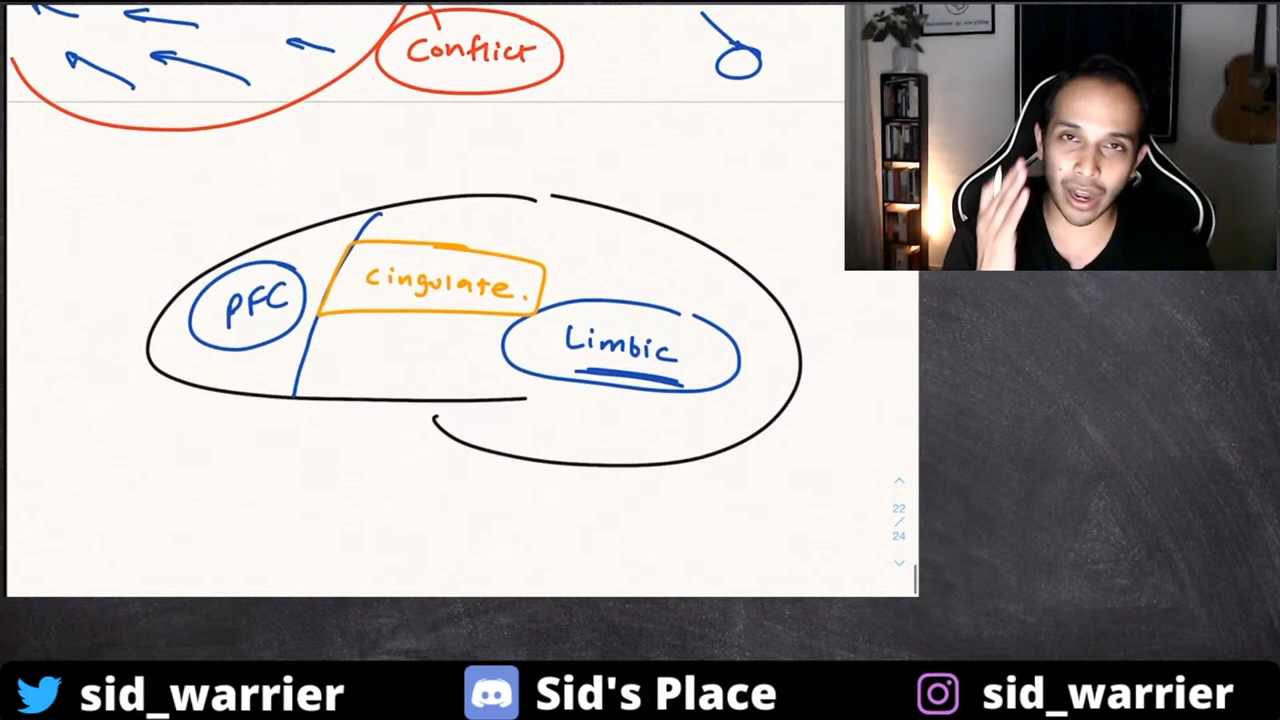 Conflict
cingulate.
PFC
Limbic
22
/
24
sid_warrier
Sid's Place
sid_warrier